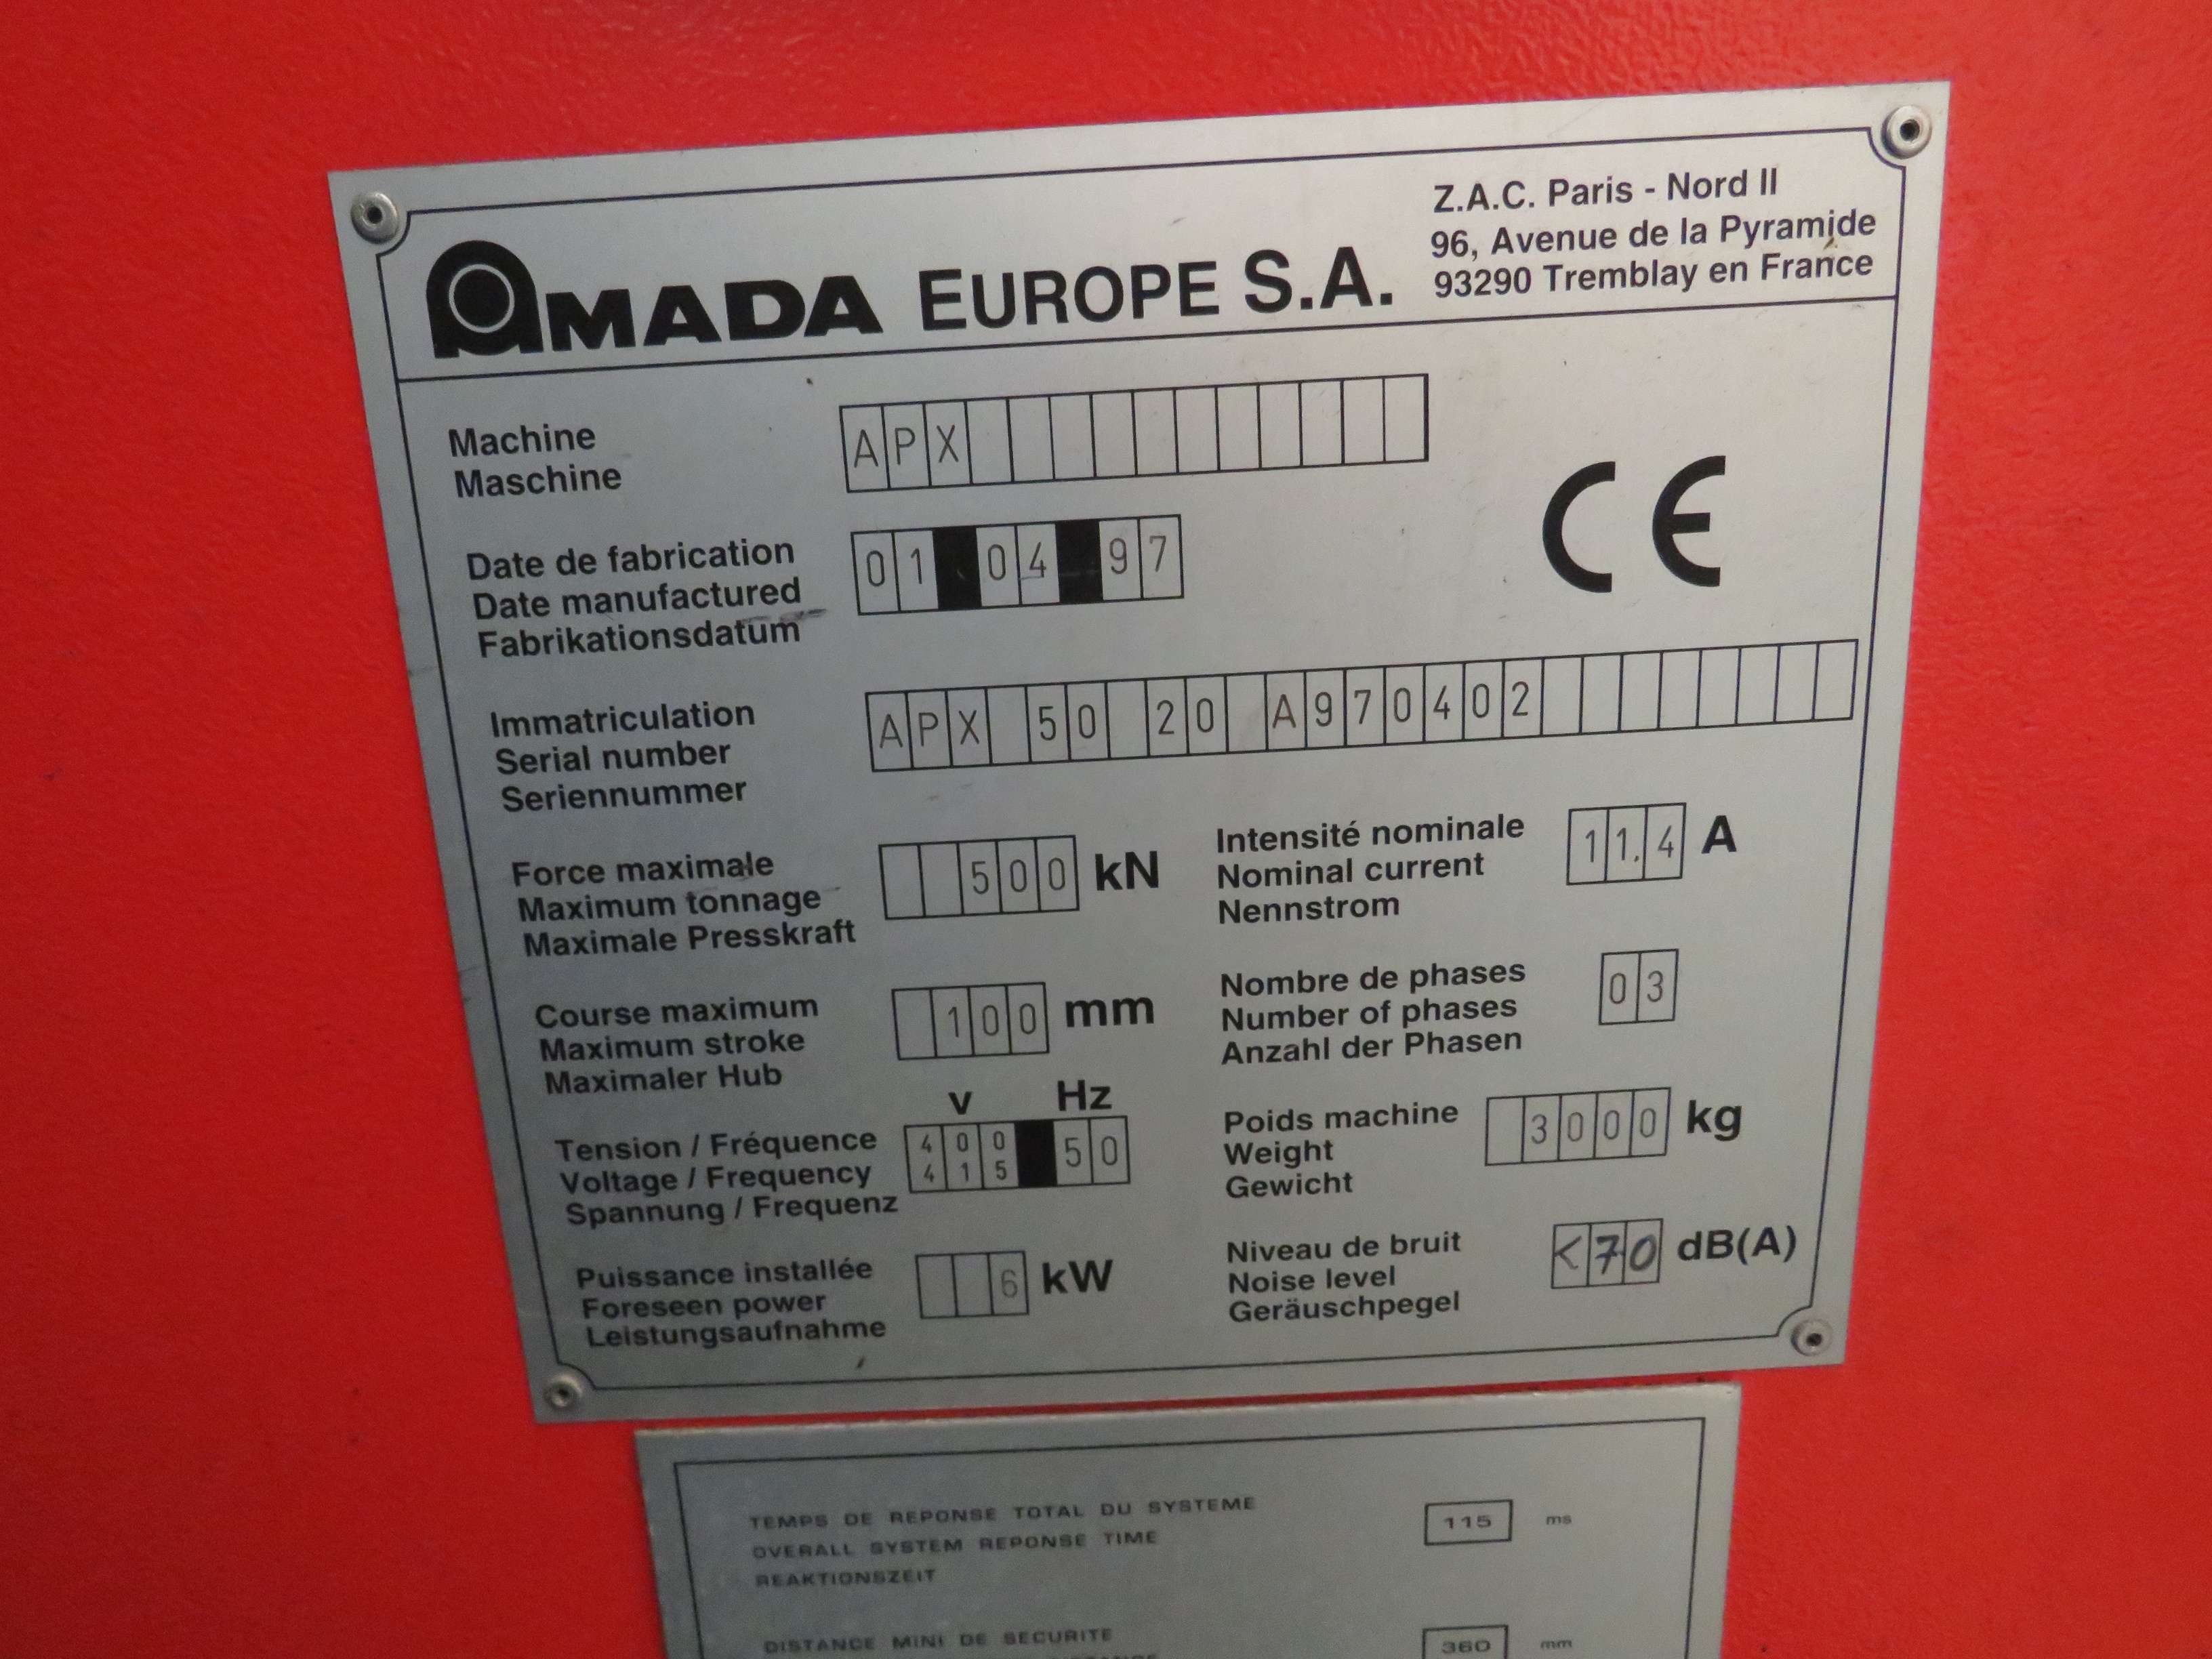 AMADA EUROPE S.A.
Z.A.C. Paris - Nord II
96, Avenue de la Pyramide
93290 Tremblay en France
Machine
Maschine
APX
CE
Date de fabrication
Date manufactured
Fabrikationsdatum
01 04 97
Immatriculation
Serial number
Seriennummer
APX 50 20 A970402
Force maximale
Maximum tonnage
Maximale Presskraft
500 kN
Intensité nominale
Nominal current
Nennstrom
11.4 A
Course maximum
Maximum stroke
Maximaler Hub
100 mm
Nombre de phases
Number of phases
Anzahl der Phasen
03
V Hz
Tension / Fréquence
Voltage / Frequency
Spannung / Frequenz
400
415
50
Poids machine
Weight
Gewicht
3000 kg
Puissance installée
Foreseen power
Leistungsaufnahme
6 kW
Niveau de bruit
Noise level
Geräuschpegel
<70 dB(A)
TEMPS DE REPONSE TOTAL DU SYSTEME
OVERALL SYSTEM REPONSE TIME
REAKTIONSZEIT
115 ms
DISTANCE MINI DE SECURITE
360 mm